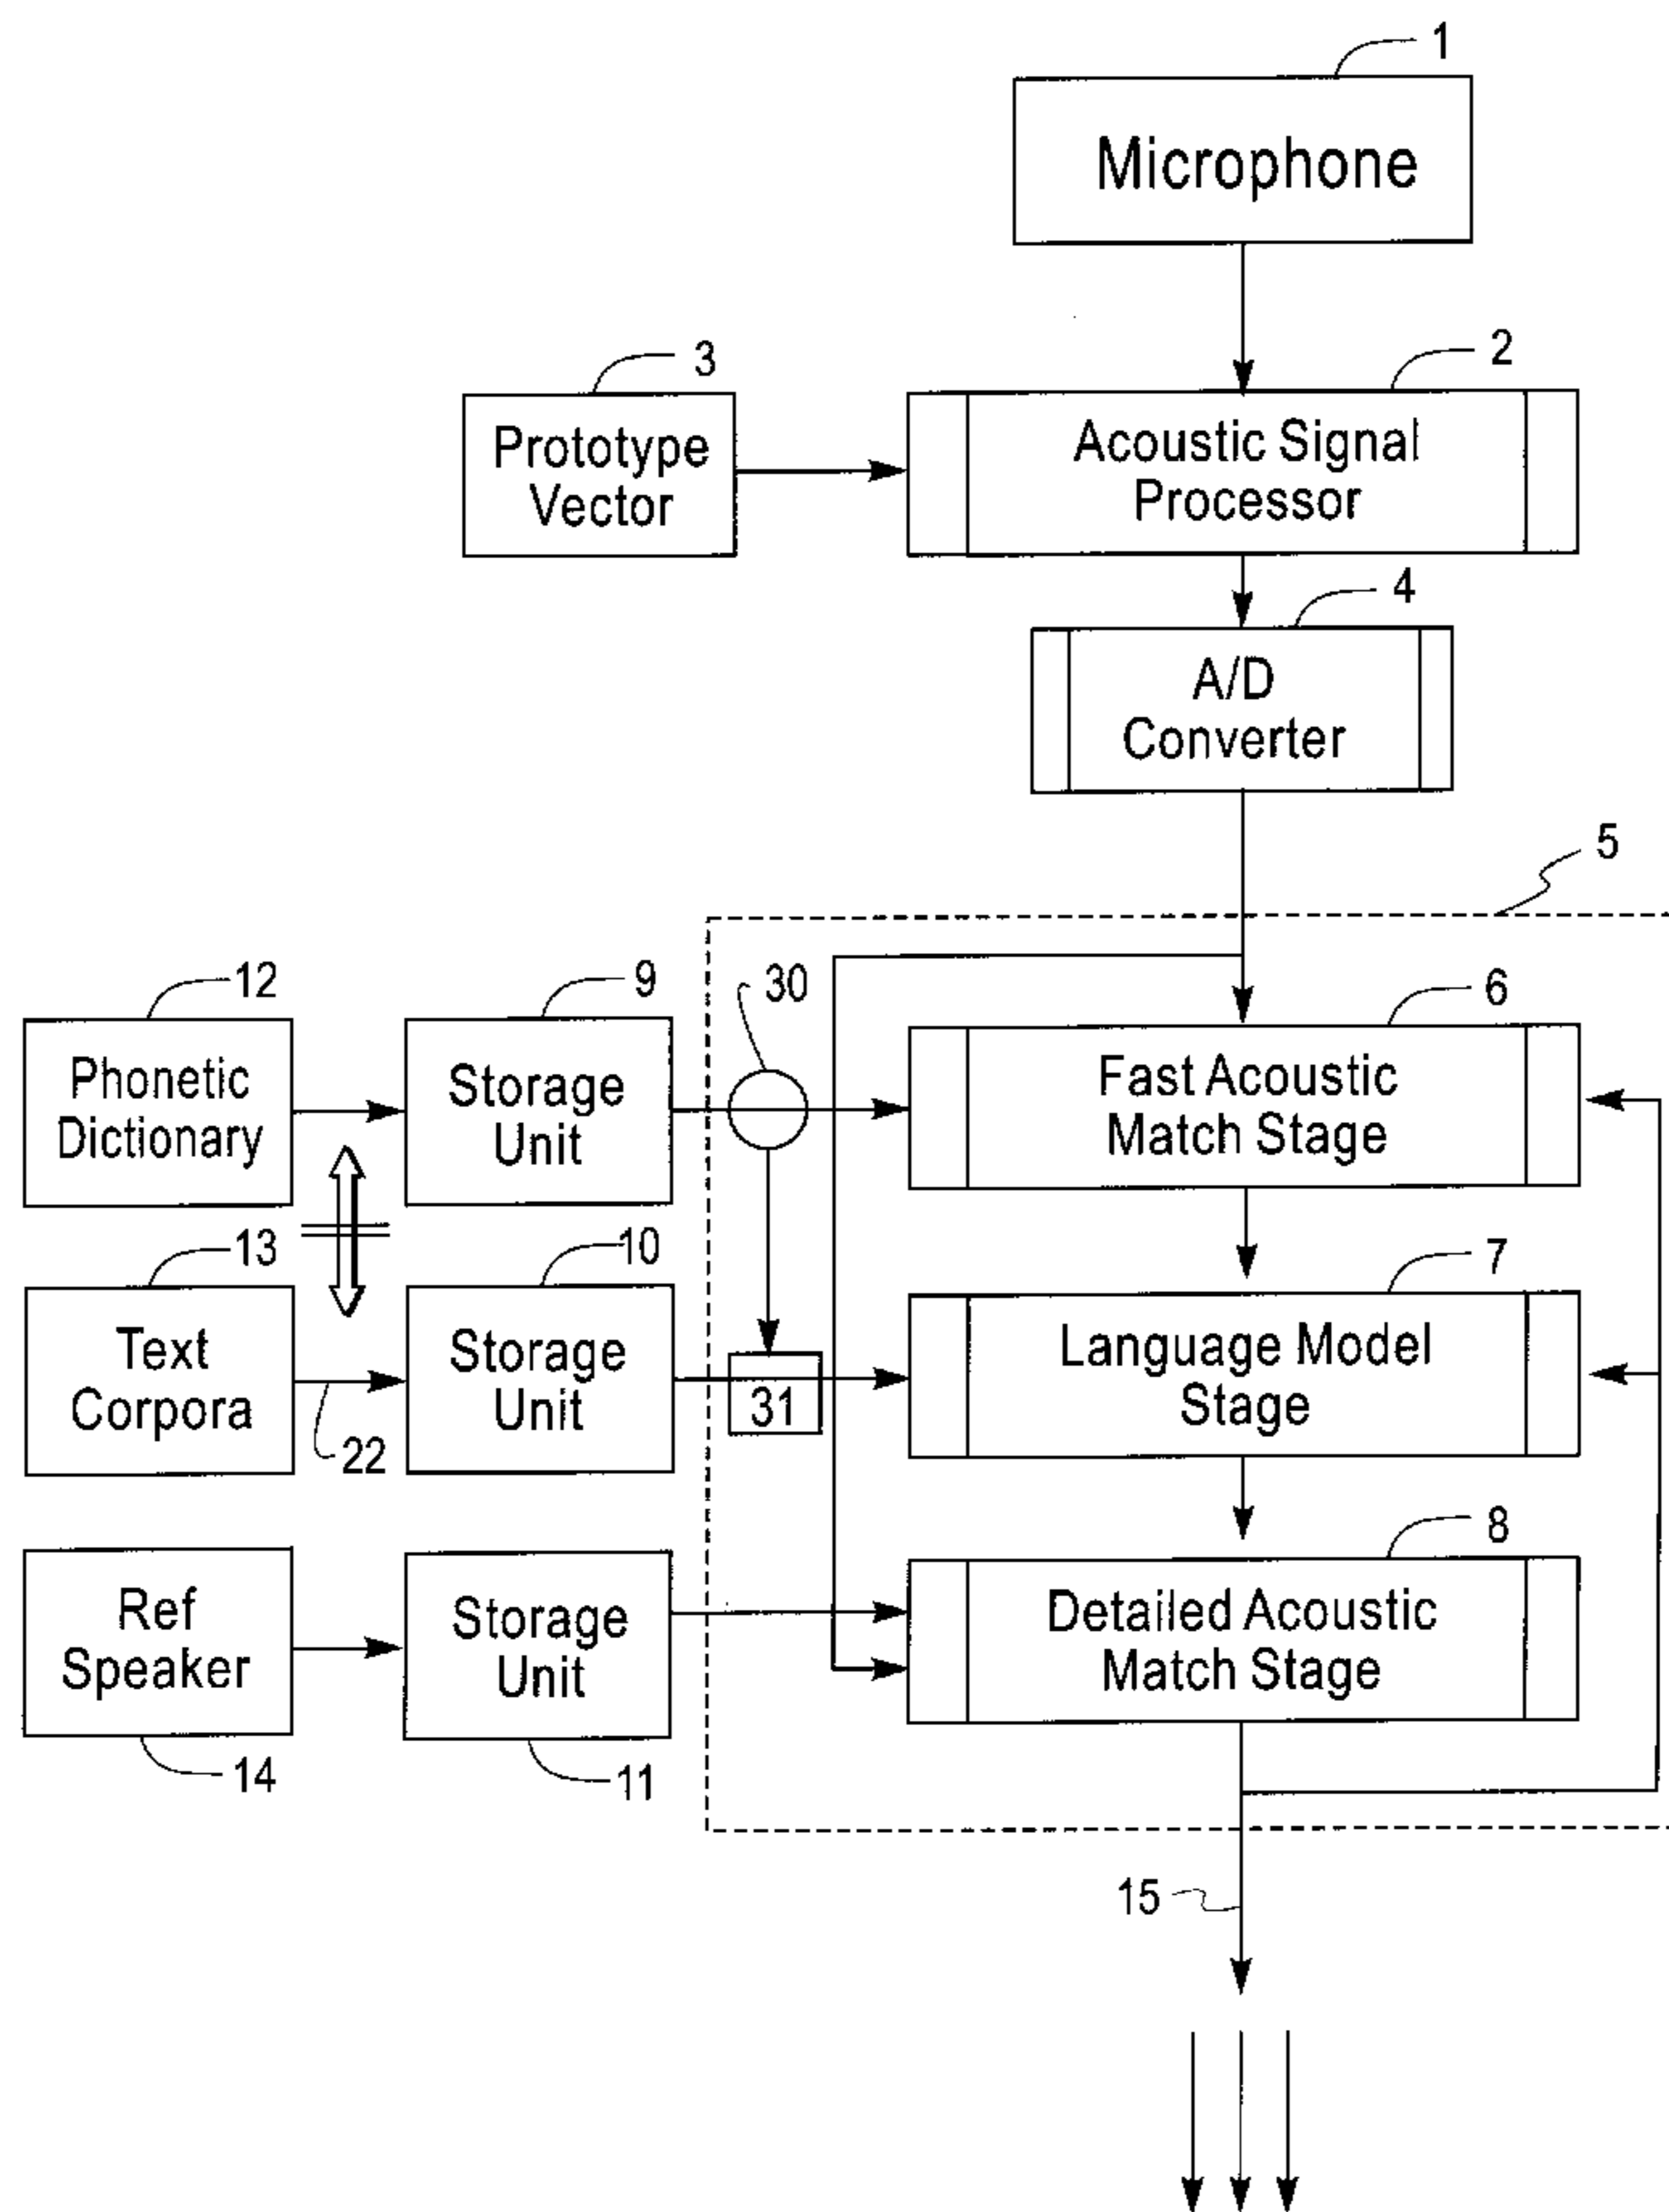 1
Microphone
3
2
Prototype
Vector
Acoustic Signal
Processor
4
A/D
Converter
5
12
9
30
6
Phonetic
Dictionary
Storage
Unit
Fast Acoustic
Match Stage
13
10
7
Text
Corpora
22
Storage
Unit
31
Language Model
Stage
8
Ref
Speaker
Storage
Unit
Detailed Acoustic
Match Stage
14
11
15